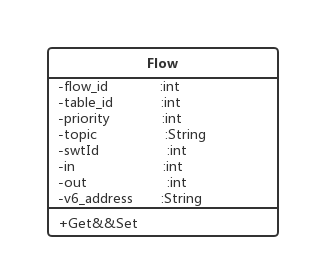 Flow
-flow_id :int
-table_id :int
-priority :int
-topic :String
-swtId :int
-in :int
-out :int
-v6_address :String
+Get&&Set